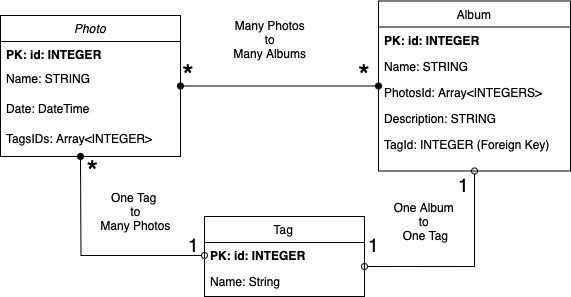 Photo
PK: id: INTEGER
Name: STRING
Date: DateTime
TagsIDs: Array<INTEGER>
*
Many Photos
to
Many Albums
*
Album
PK: id: INTEGER
Name: STRING
PhotosId: Array<INTEGERS>
Description: STRING
TagId: INTEGER (Foreign Key)
*
One Tag
to
Many Photos
1
Tag
PK: id: INTEGER
Name: String
1
One Album
to
One Tag
1